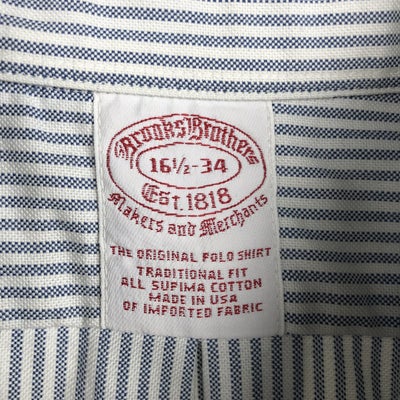 Brooks Brothers
16½-34
Est. 1818
Makers and Merchants
THE ORIGINAL POLO SHIRT
TRADITIONAL FIT
ALL SUPIMA COTTON
MADE IN USA
OF IMPORTED FABRIC